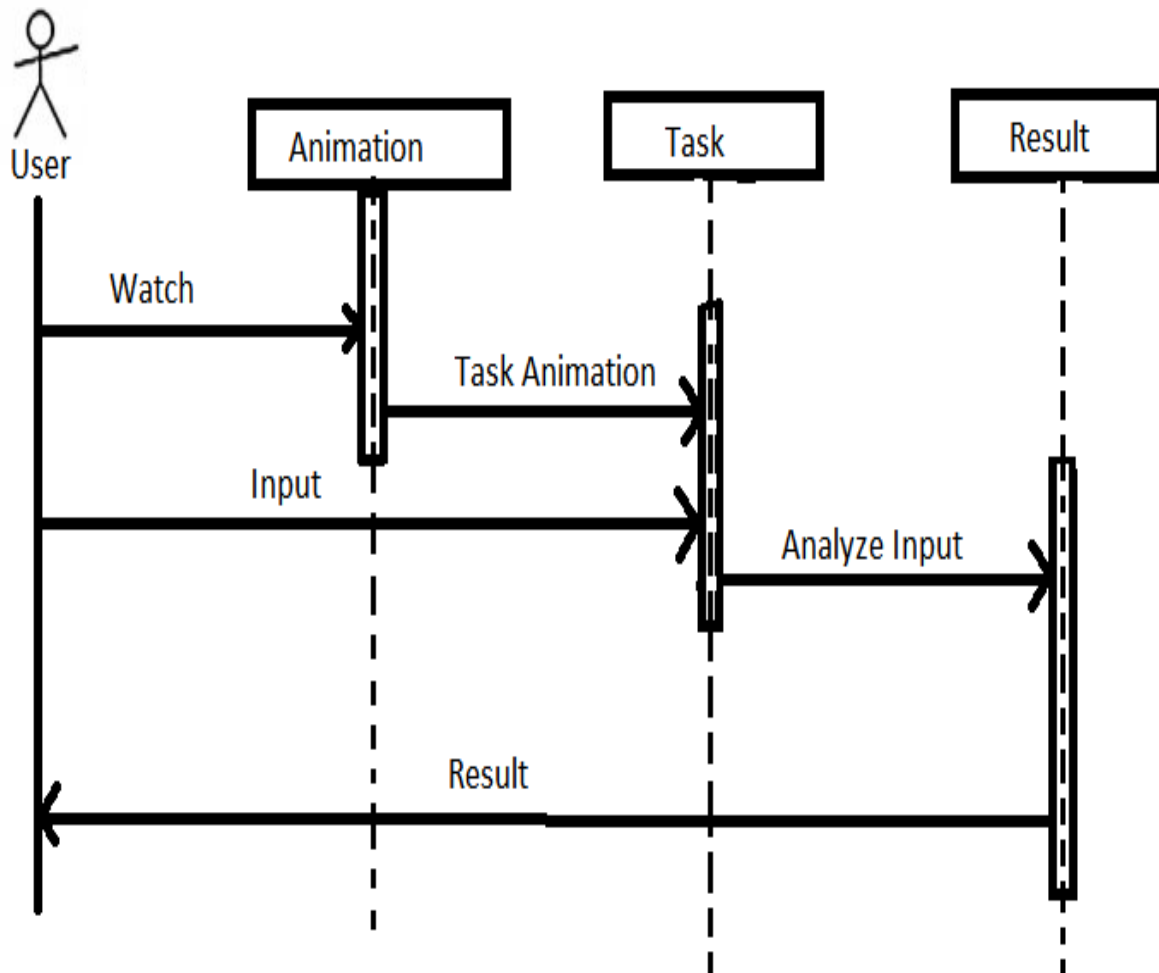 User
Animation
Task
Result
Watch
Task Animation
Input
Analyze Input
Result